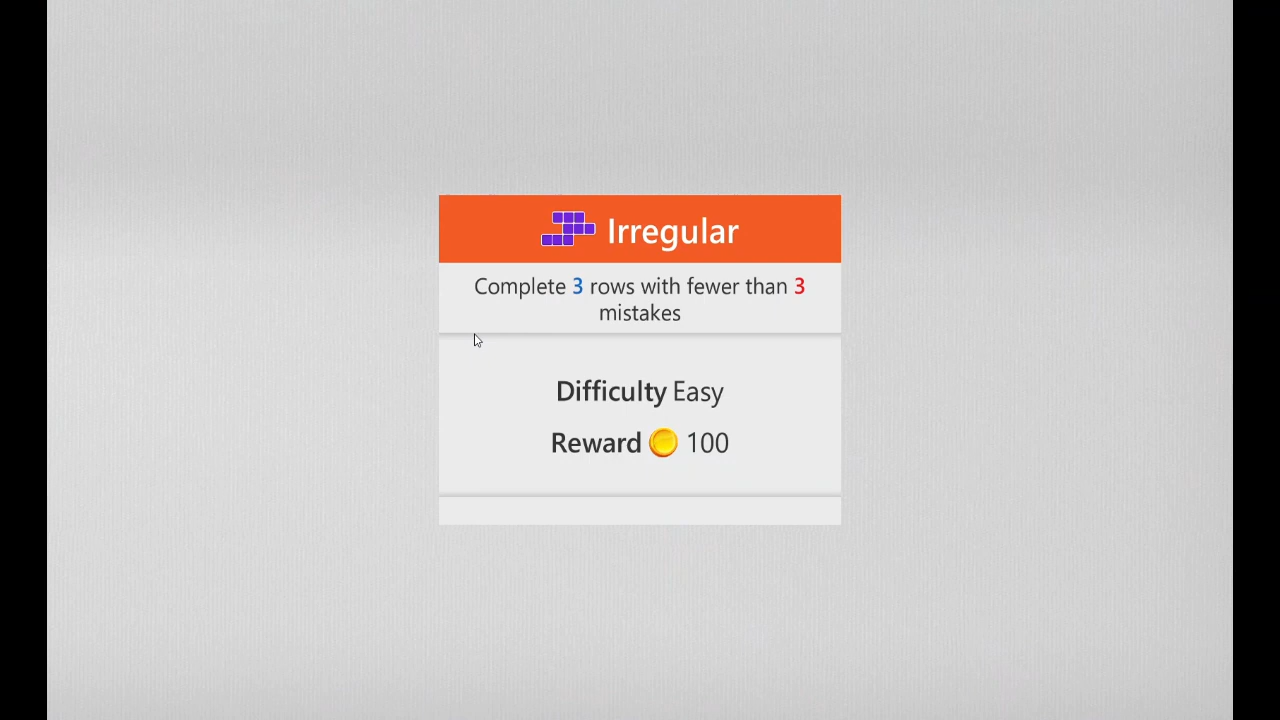 Irregular
Complete 3 rows with fewer than 3
mistakes
Difficulty Easy
Reward 100